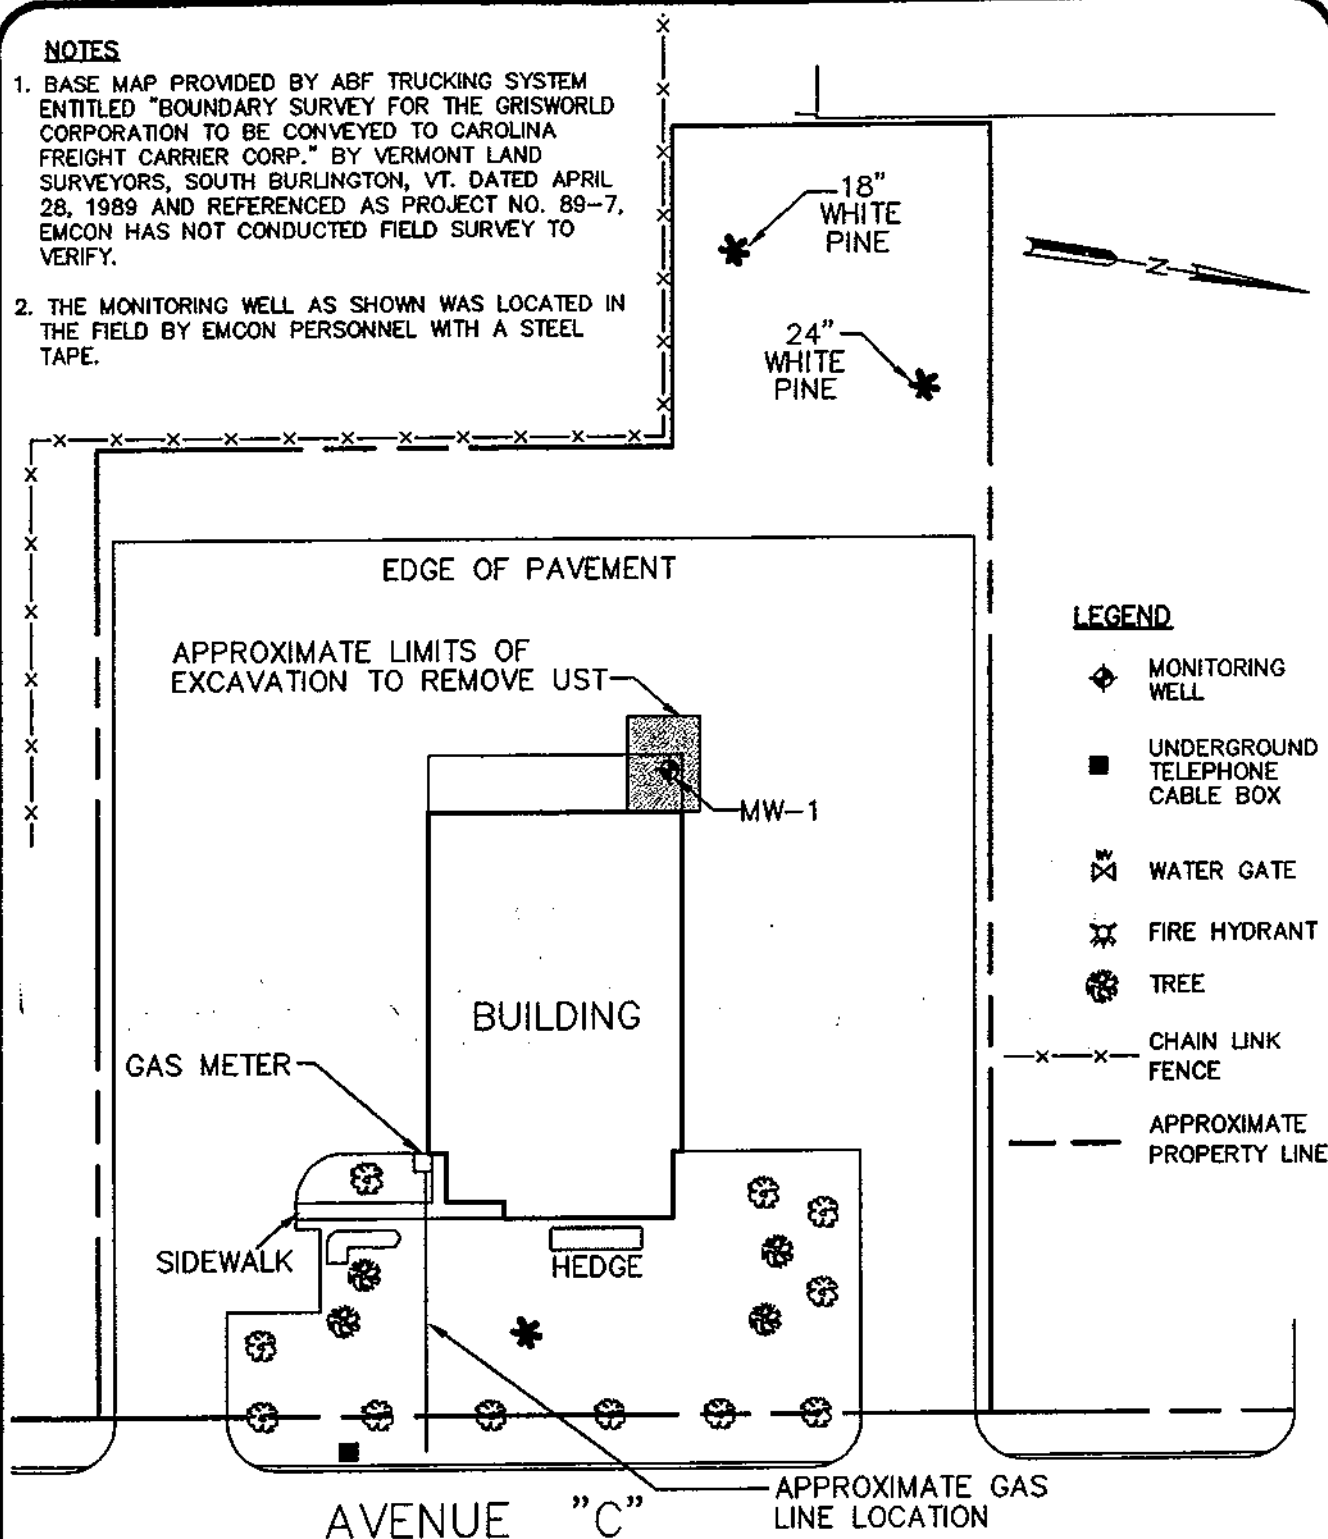 NOTES
1. BASE MAP PROVIDED BY ABF TRUCKING SYSTEM
ENTITLED "BOUNDARY SURVEY FOR THE GRISWORLD
CORPORATION TO BE CONVEYED TO CAROLINA
FREIGHT CARRIER CORP." BY VERMONT LAND
SURVEYORS, SOUTH BURLINGTON, VT. DATED APRIL
28, 1989 AND REFERENCED AS PROJECT NO. 89-7,
EMCON HAS NOT CONDUCTED FIELD SURVEY TO
VERIFY.
2. THE MONITORING WELL AS SHOWN WAS LOCATED IN
THE FIELD BY EMCON PERSONNEL WITH A STEEL
TAPE.
18"
WHITE
PINE
N
24"
WHITE
PINE
EDGE OF PAVEMENT
APPROXIMATE LIMITS OF
EXCAVATION TO REMOVE UST
MW-1
BUILDING
GAS METER
SIDEWALK
HEDGE
LEGEND
MONITORING
WELL
UNDERGROUND
TELEPHONE
CABLE BOX
W
WATER GATE
FIRE HYDRANT
TREE
CHAIN LINK
FENCE
APPROXIMATE
PROPERTY LINE
APPROXIMATE GAS
LINE LOCATION
AVENUE "C"